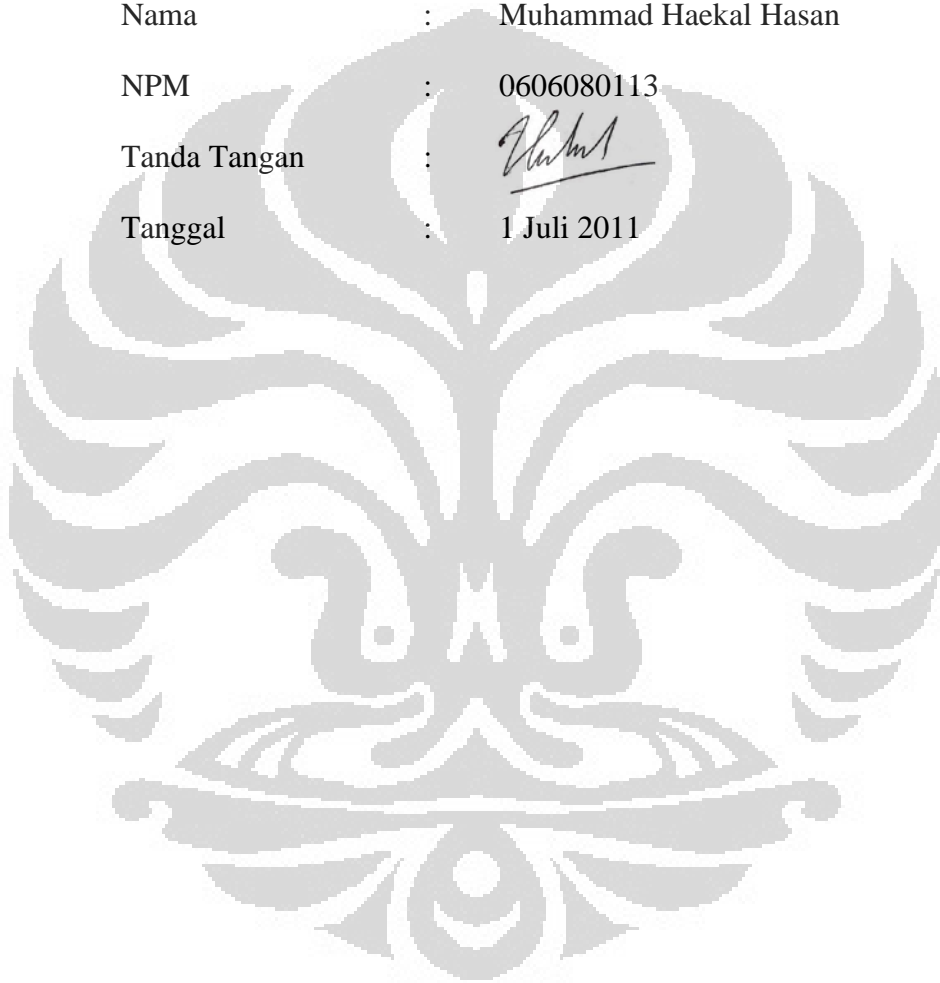 Nama : Muhammad Haekal Hasan
NPM : 0606080113
Tanda Tangan :
Tanggal : 1 Juli 2011